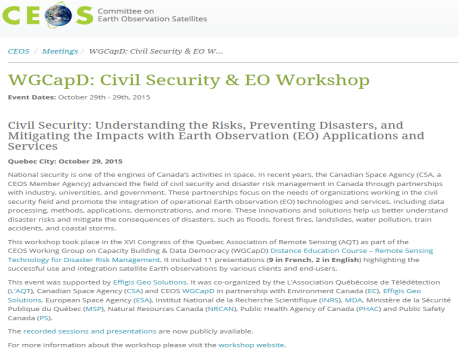 CEOS
Committee on
Earth Observation Satellites
CEOS / Meetings / WGCapD: Civil Security & EO W...
WGCapD: Civil Security & EO Workshop
Event Dates: October 29th - 29th, 2015
Civil Security: Understanding the Risks, Preventing Disasters, and
Mitigating the Impacts with Earth Observation (EO) Applications and
Services
Quebec City: October 29, 2015
National security is one of the engines of Canada's activities in space. In recent years, the Canadian Space Agency (CSA, a
CEOS Member Agency) advanced the field of civil security and disaster risk management in Canada through partnerships
with industry, universities, and government. These partnerships focus on the needs of organizations working in the civil
security field and promote the integration of operational Earth observation (EO) technologies and services, including data
processing, methods, applications, demonstrations, and more. These innovations and solutions help us better understand
disaster risks and mitigate the consequences of disasters, such as floods, forest fires, landslides, water pollution, train
accidents, and coastal storms.
This workshop took place in the XVI Congress of the Quebec Association of Remote Sensing (AQT) as part of the
CEOS Working Group on Capacity Building & Data Democracy (WGCapD) Distance Education Course – Remote Sensing
Technology for Disaster Risk Management. It included 11 presentations (9 in French, 2 in English) highlighting the
successful use and integration satellite Earth observations by various clients and end-users.
This event was supported by Effigis Geo Solutions. It was co-organized by the L'Association Québécoise de Télédétection
(L'AQT), Canadian Space Agency (CSA) and CEOS WGCapD in partnership with Environment Canada (EC), Effigis Geo
Solutions, European Space Agency (ESA), Institut National de la Recherche Scientifique (INRS), MDA, Ministère de la Sécurité
Publique du Québec (MSP), Natural Resources Canada (NRCAN), Public Health Agency of Canada (PHAC) and Public Safety
Canada (PS).
The recorded sessions and presentations are now publically available.
For more information about the workshop please visit the workshop website.